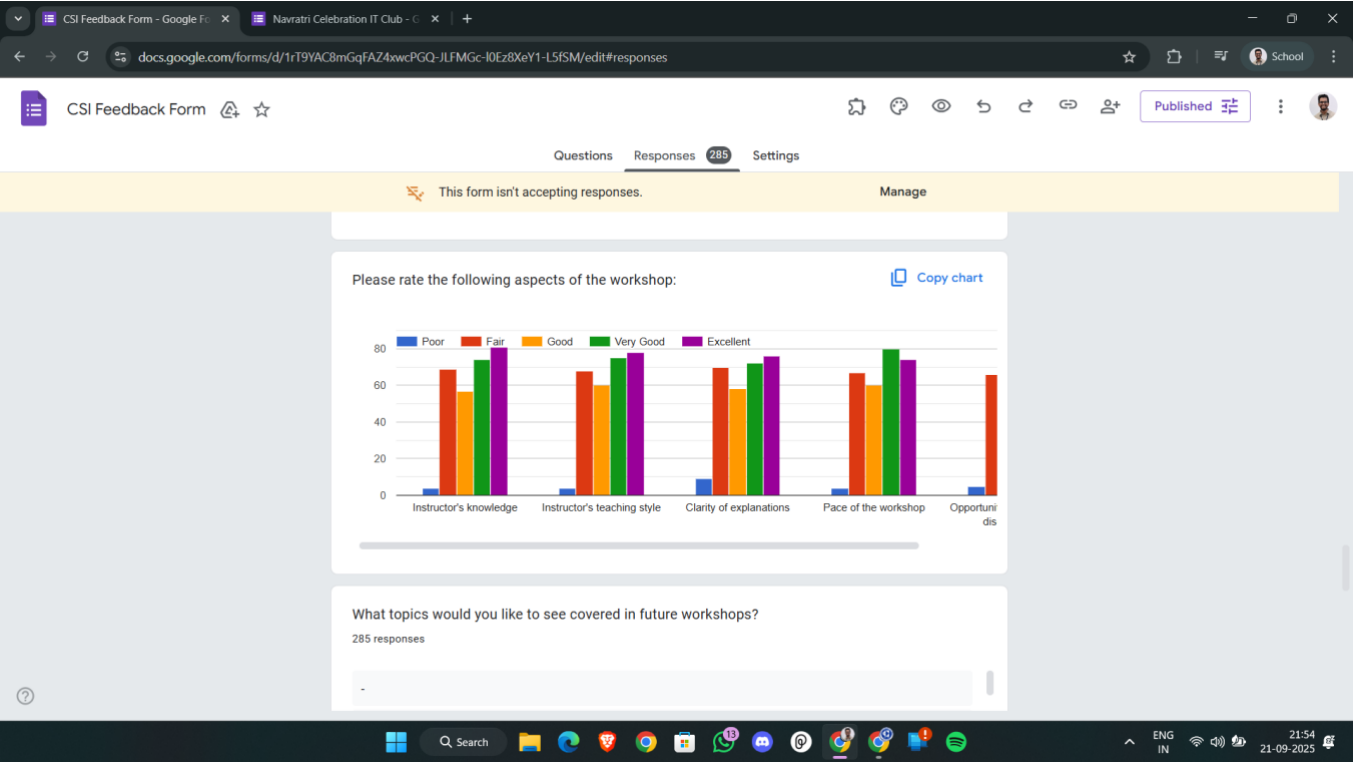 CSI Feedback Form - Google Fo
Navratri Celebration IT Club - G
docs.google.com/forms/d/1rT9YAC8mGqFAZ4xwcPGQ-JLFMGc-l0Ez8XeY1-L5fSM/edit#responses
School
CSI Feedback Form
Published
Questions Responses 285 Settings
This form isn't accepting responses. Manage
Please rate the following aspects of the workshop: Copy chart
Poor Fair Good Very Good Excellent
80
60
40
20
0
Instructor's knowledge Instructor's teaching style Clarity of explanations Pace of the workshop Opportuni
dis
What topics would you like to see covered in future workshops?
285 responses
-
Search
13
ENG
IN
21:54
21-09-2025